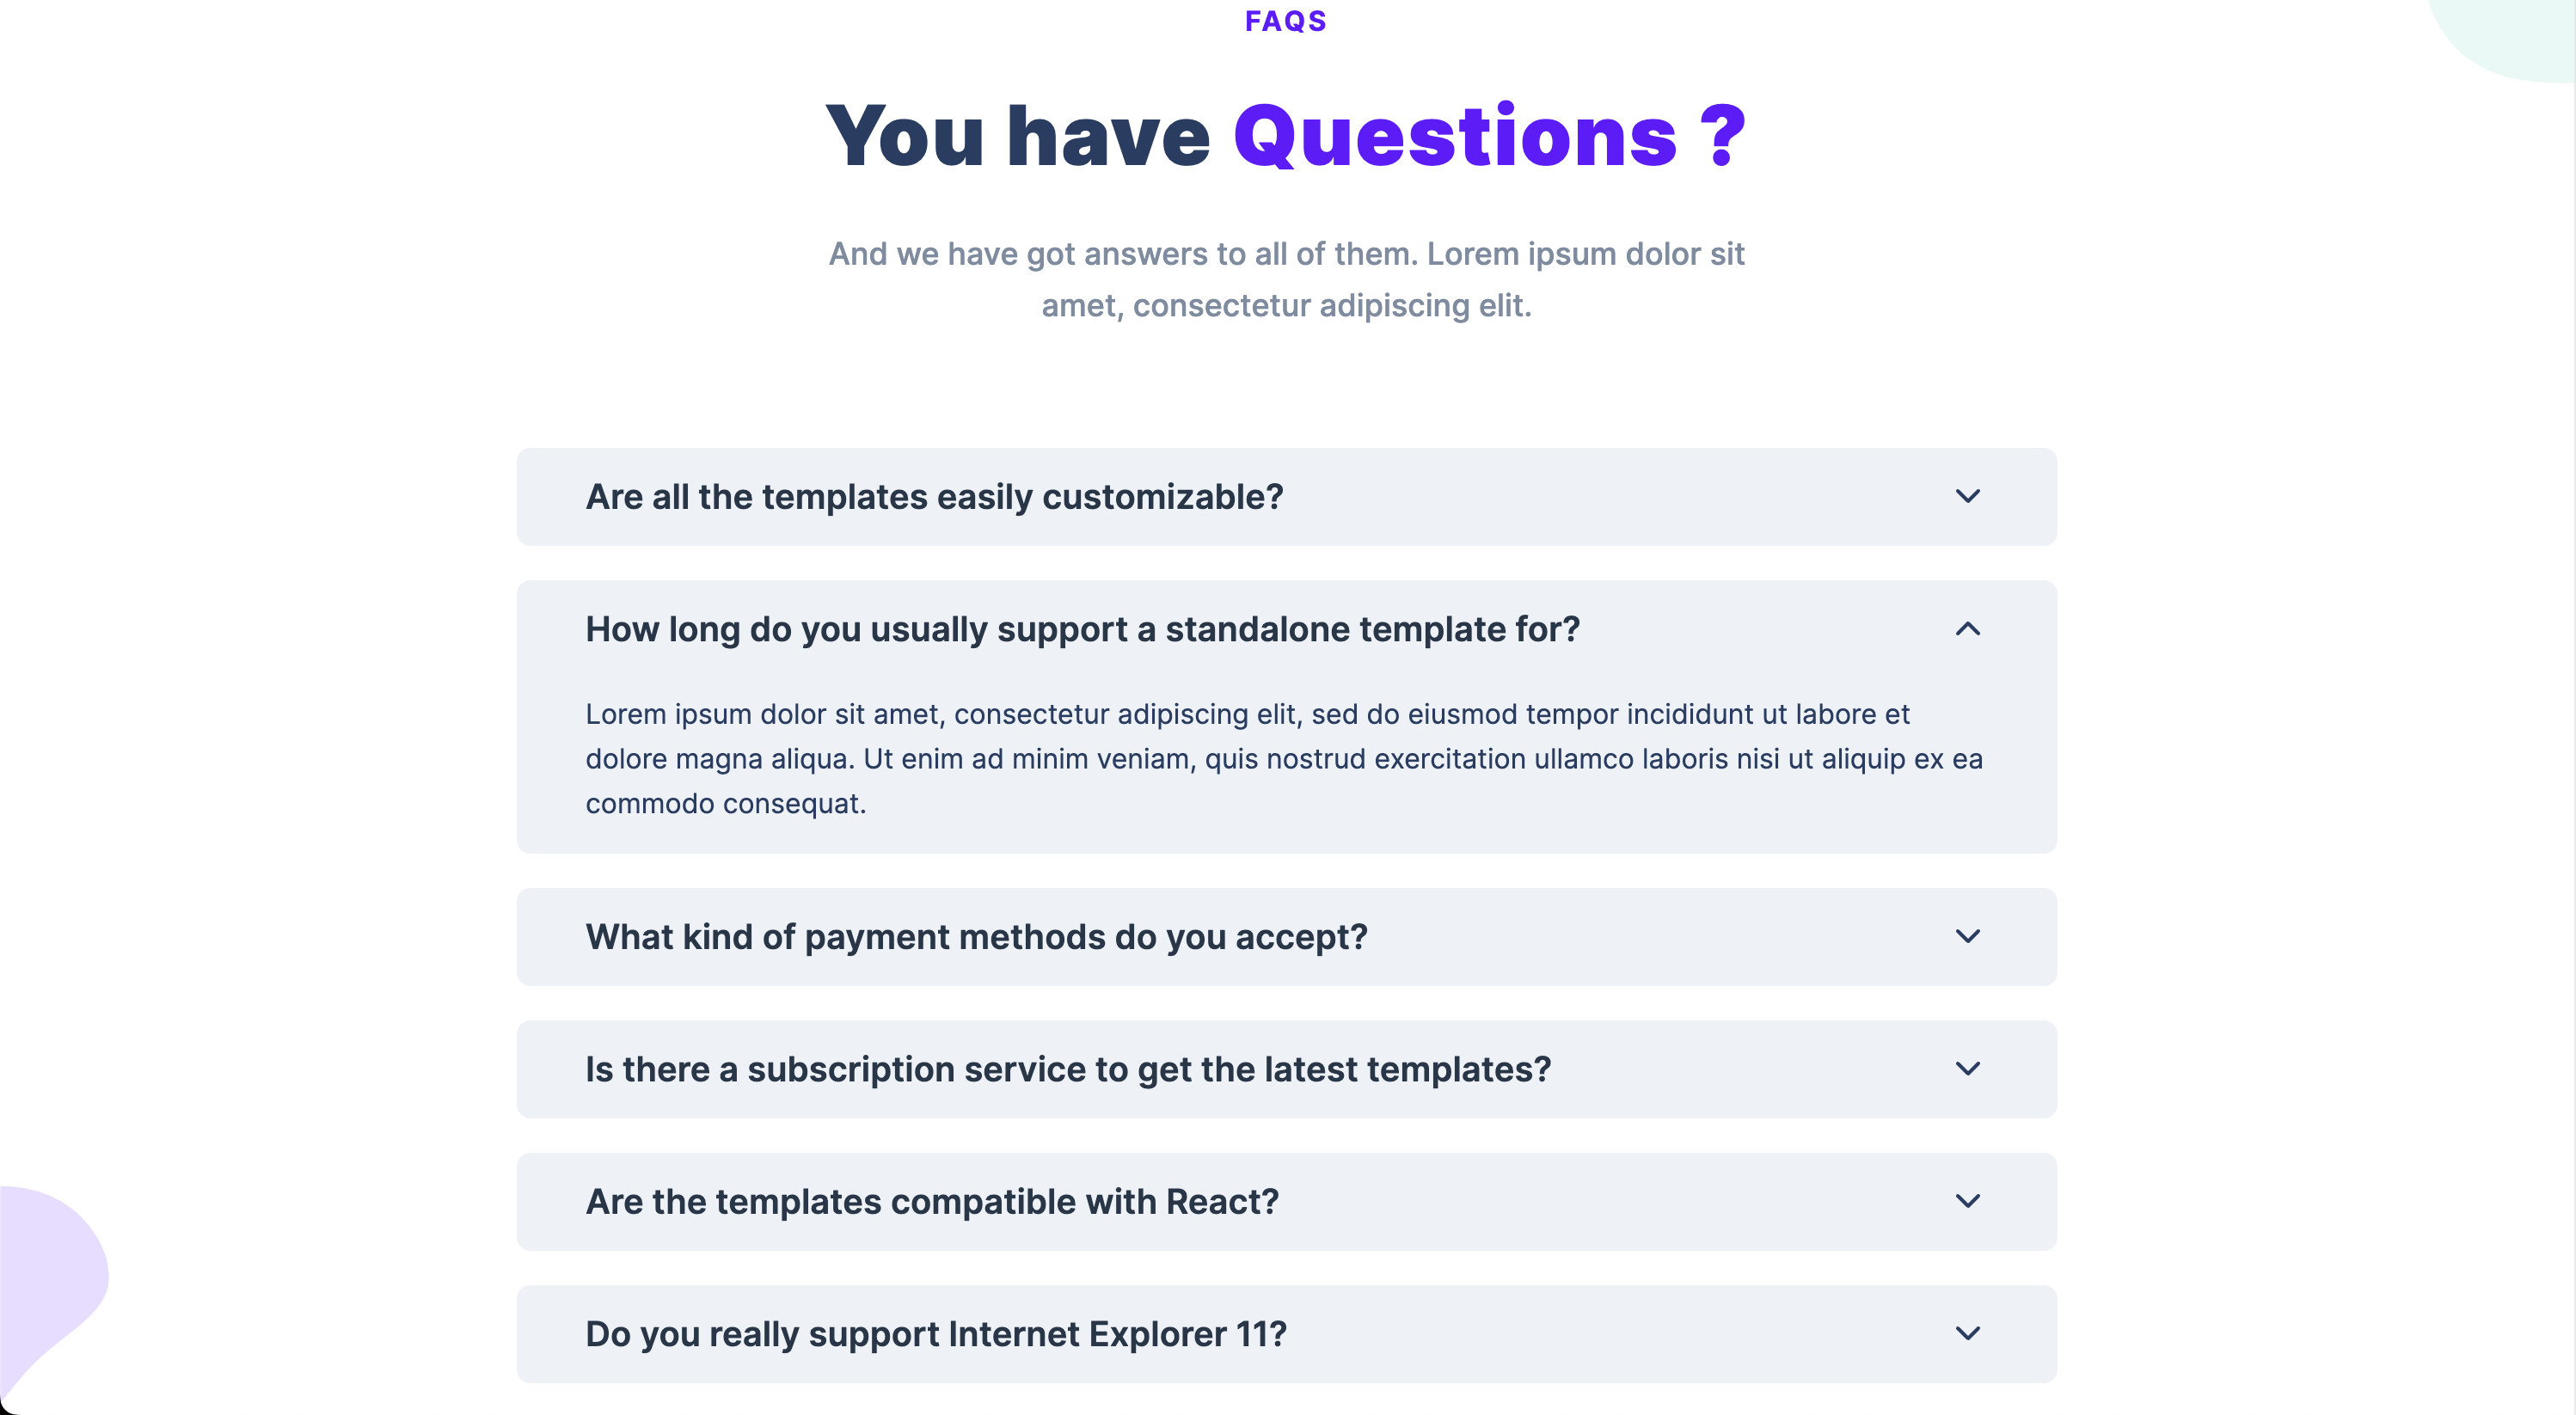 FAQS
You have Questions ?
And we have got answers to all of them. Lorem ipsum dolor sit
amet, consectetur adipiscing elit.
Are all the templates easily customizable?
How long do you usually support a standalone template for?
Lorem ipsum dolor sit amet, consectetur adipiscing elit, sed do eiusmod tempor incididunt ut labore et
dolore magna aliqua. Ut enim ad minim veniam, quis nostrud exercitation ullamco laboris nisi ut aliquip ex ea
commodo consequat.
What kind of payment methods do you accept?
Is there a subscription service to get the latest templates?
Are the templates compatible with React?
Do you really support Internet Explorer 11?